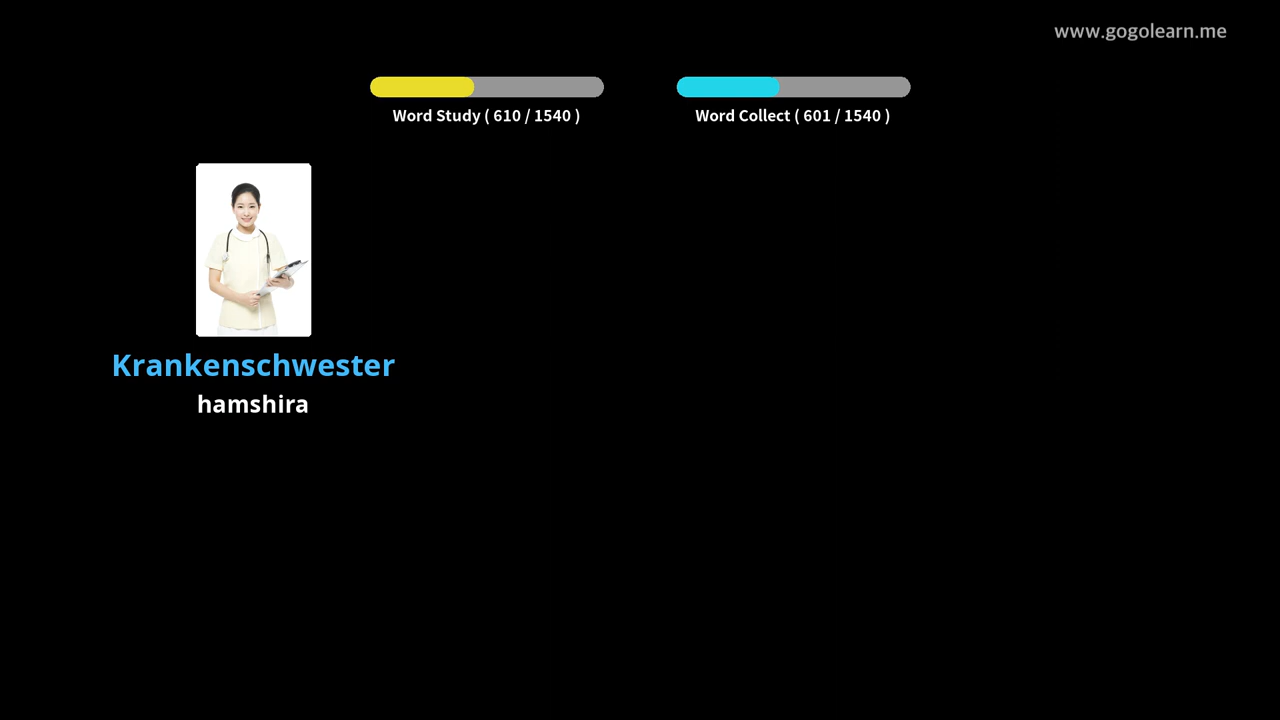 www.gogolearn.me
Word Study ( 610 / 1540 )
Word Collect ( 601 / 1540 )
Krankenschwester
hamshira